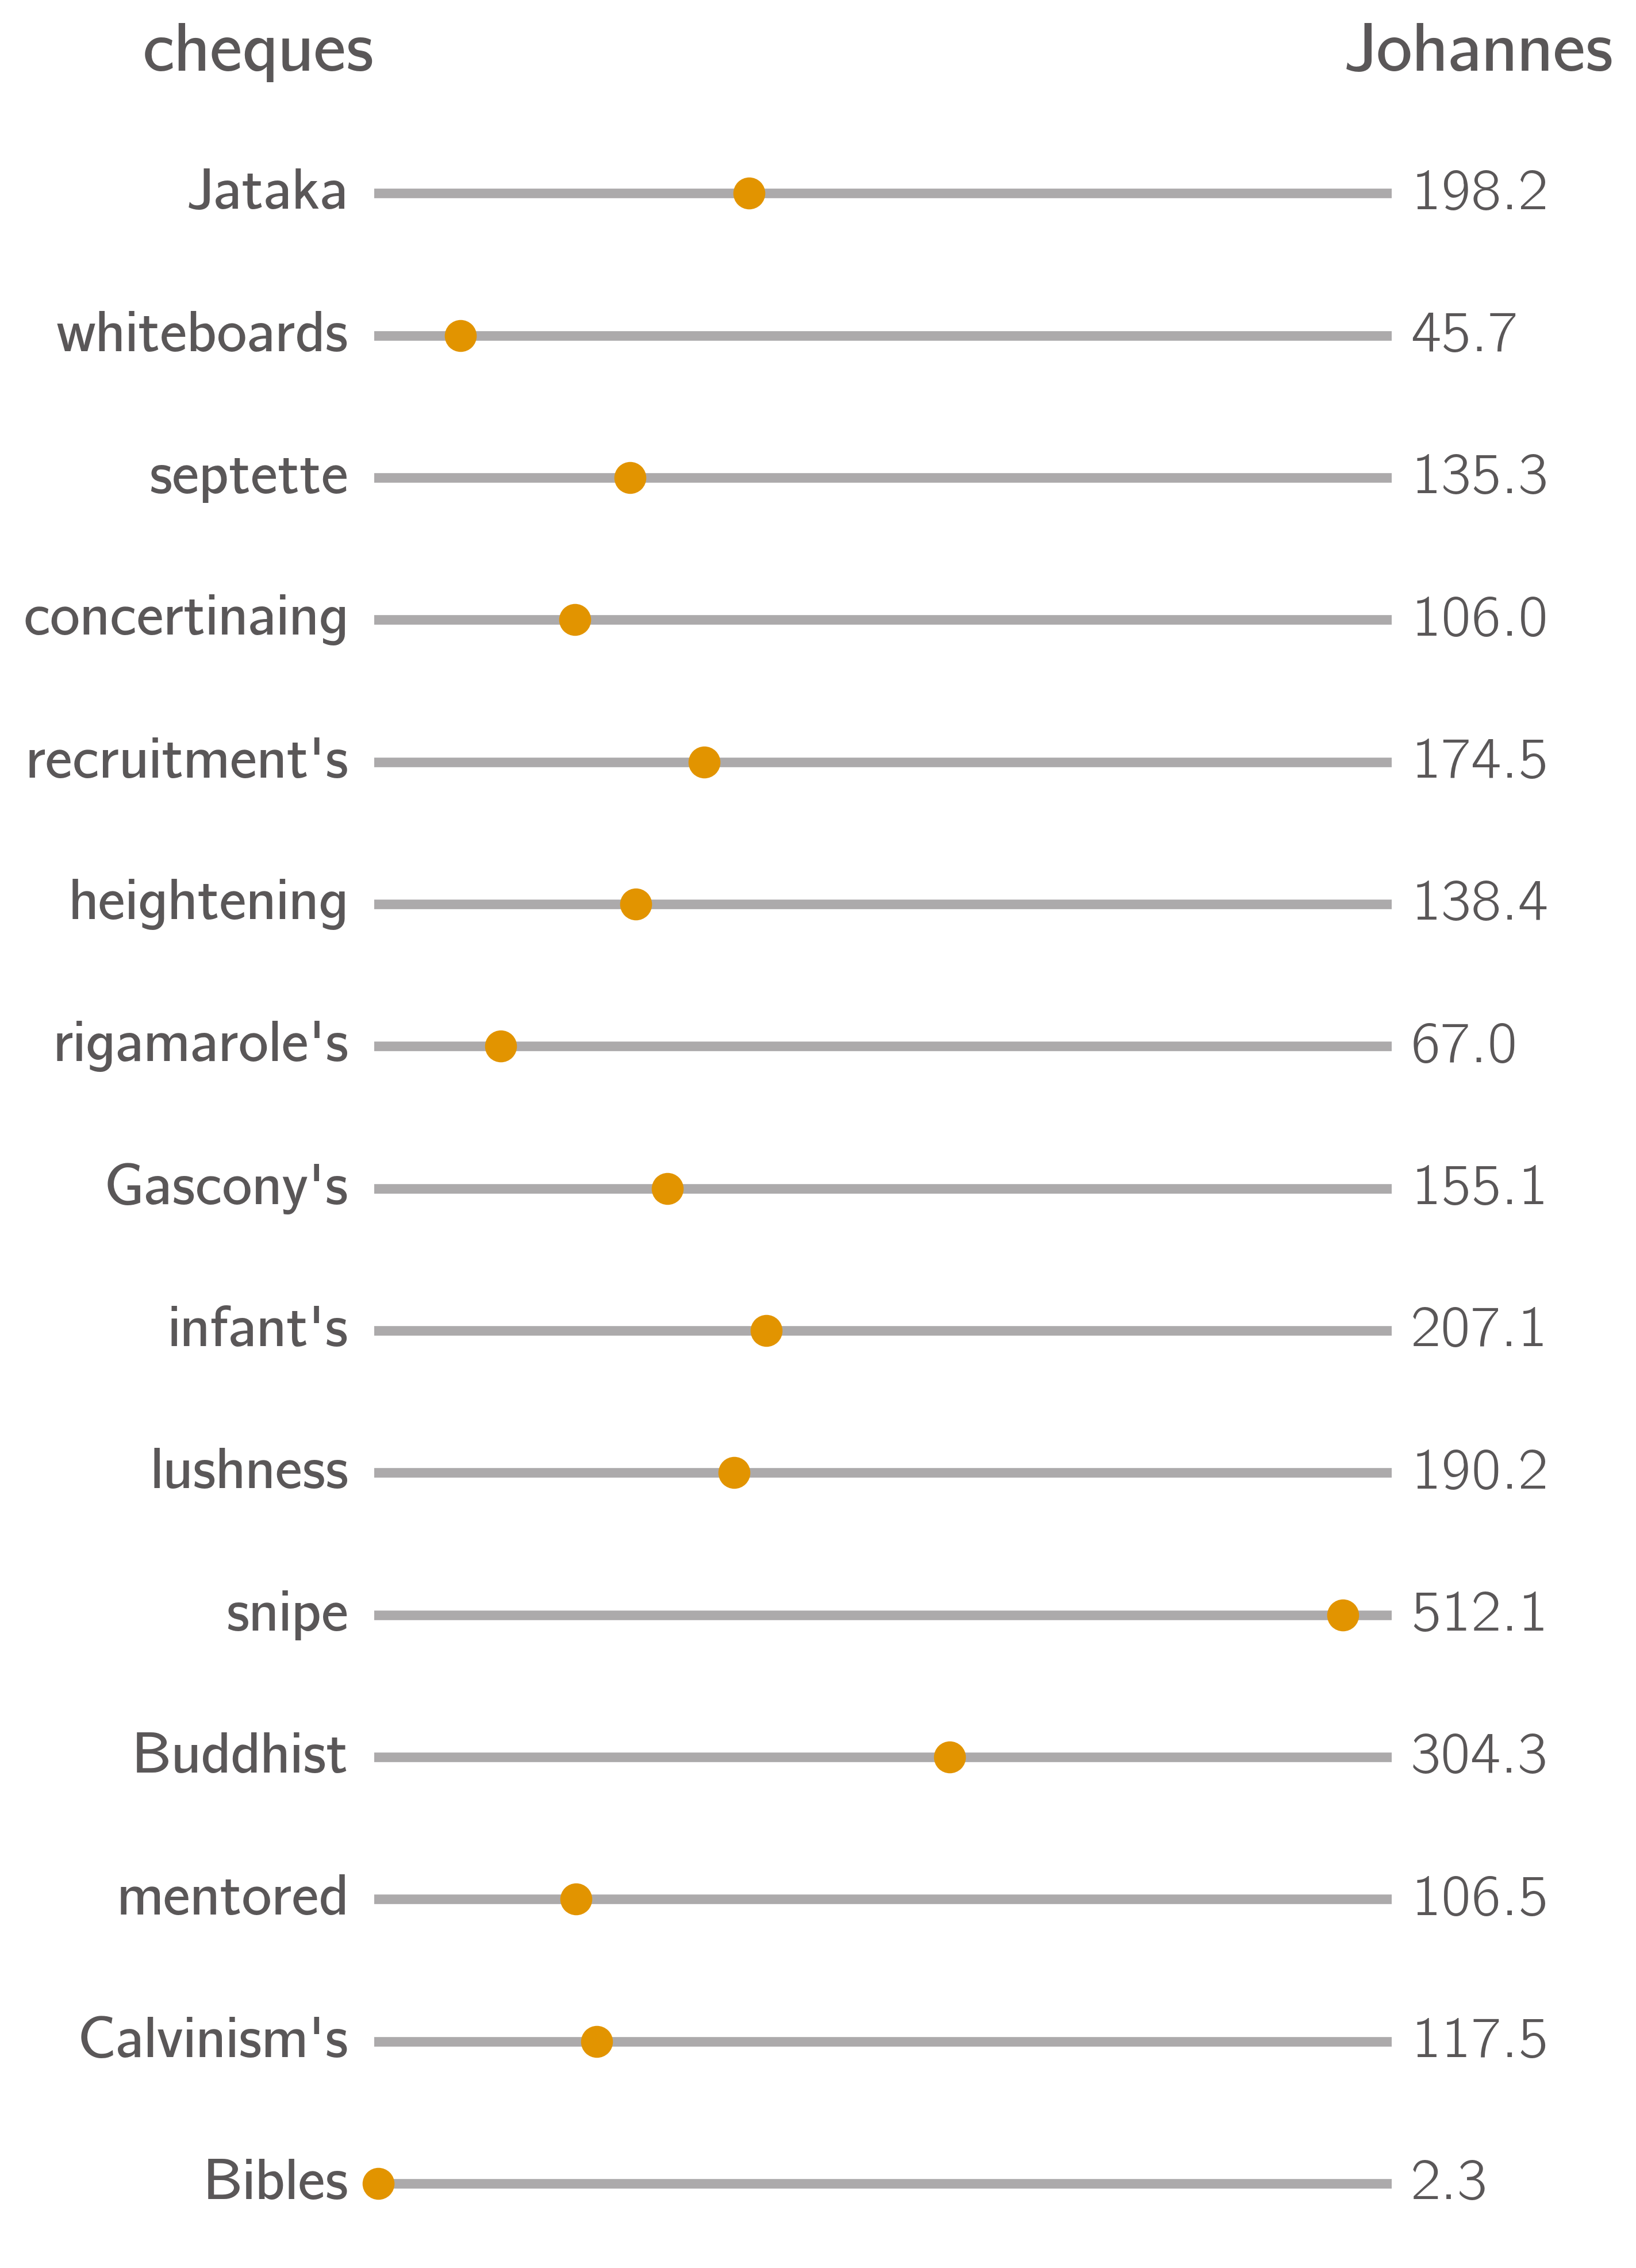 cheques Johannes
Jataka 198.2
whiteboards 45.7
septette 135.3
concertinaing 106.0
recruitment's 174.5
heightening 138.4
rigamarole's 67.0
Gascony's 155.1
infant's 207.1
lushness 190.2
snipe 512.1
Buddhist 304.3
mentored 106.5
Calvinism's 117.5
Bibles 2.3